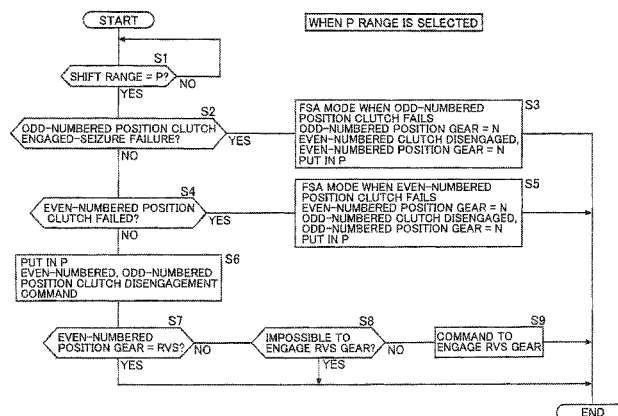 START
WHEN P RANGE IS SELECTED
S1
SHIFT RANGE = P?
NO
YES
S2
ODD-NUMBERED POSITION CLUTCH
ENGAGED-SEIZURE FAILURE?
YES
NO
S3
FSA MODE WHEN ODD-NUMBERED
POSITION CLUTCH FAILS
ODD-NUMBERED POSITION GEAR = N
EVEN-NUMBERED CLUTCH DISENGAGED,
EVEN-NUMBERED POSITION GEAR = N
PUT IN P
S4
EVEN-NUMBERED POSITION
CLUTCH FAILED?
YES
NO
S5
FSA MODE WHEN EVEN-NUMBERED
POSITION CLUTCH FAILS
EVEN-NUMBERED POSITION GEAR = N
ODD-NUMBERED CLUTCH DISENGAGED,
ODD-NUMBERED POSITION GEAR = N
PUT IN P
S6
PUT IN P
EVEN-NUMBERED, ODD-NUMBERED
POSITION CLUTCH DISENGAGEMENT
COMMAND
S7
EVEN-NUMBERED
POSITION GEAR = RVS?
NO
YES
S8
IMPOSSIBLE TO
ENGAGE RVS GEAR?
NO
YES
S9
COMMAND TO
ENGAGE RVS GEAR
END